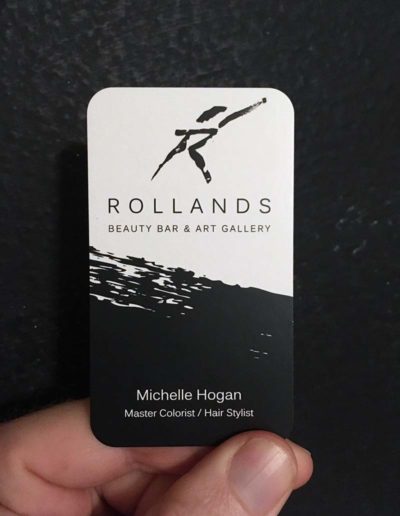 ROLLANDS
BEAUTY BAR & ART GALLERY
Michelle Hogan
Master Colorist / Hair Stylist